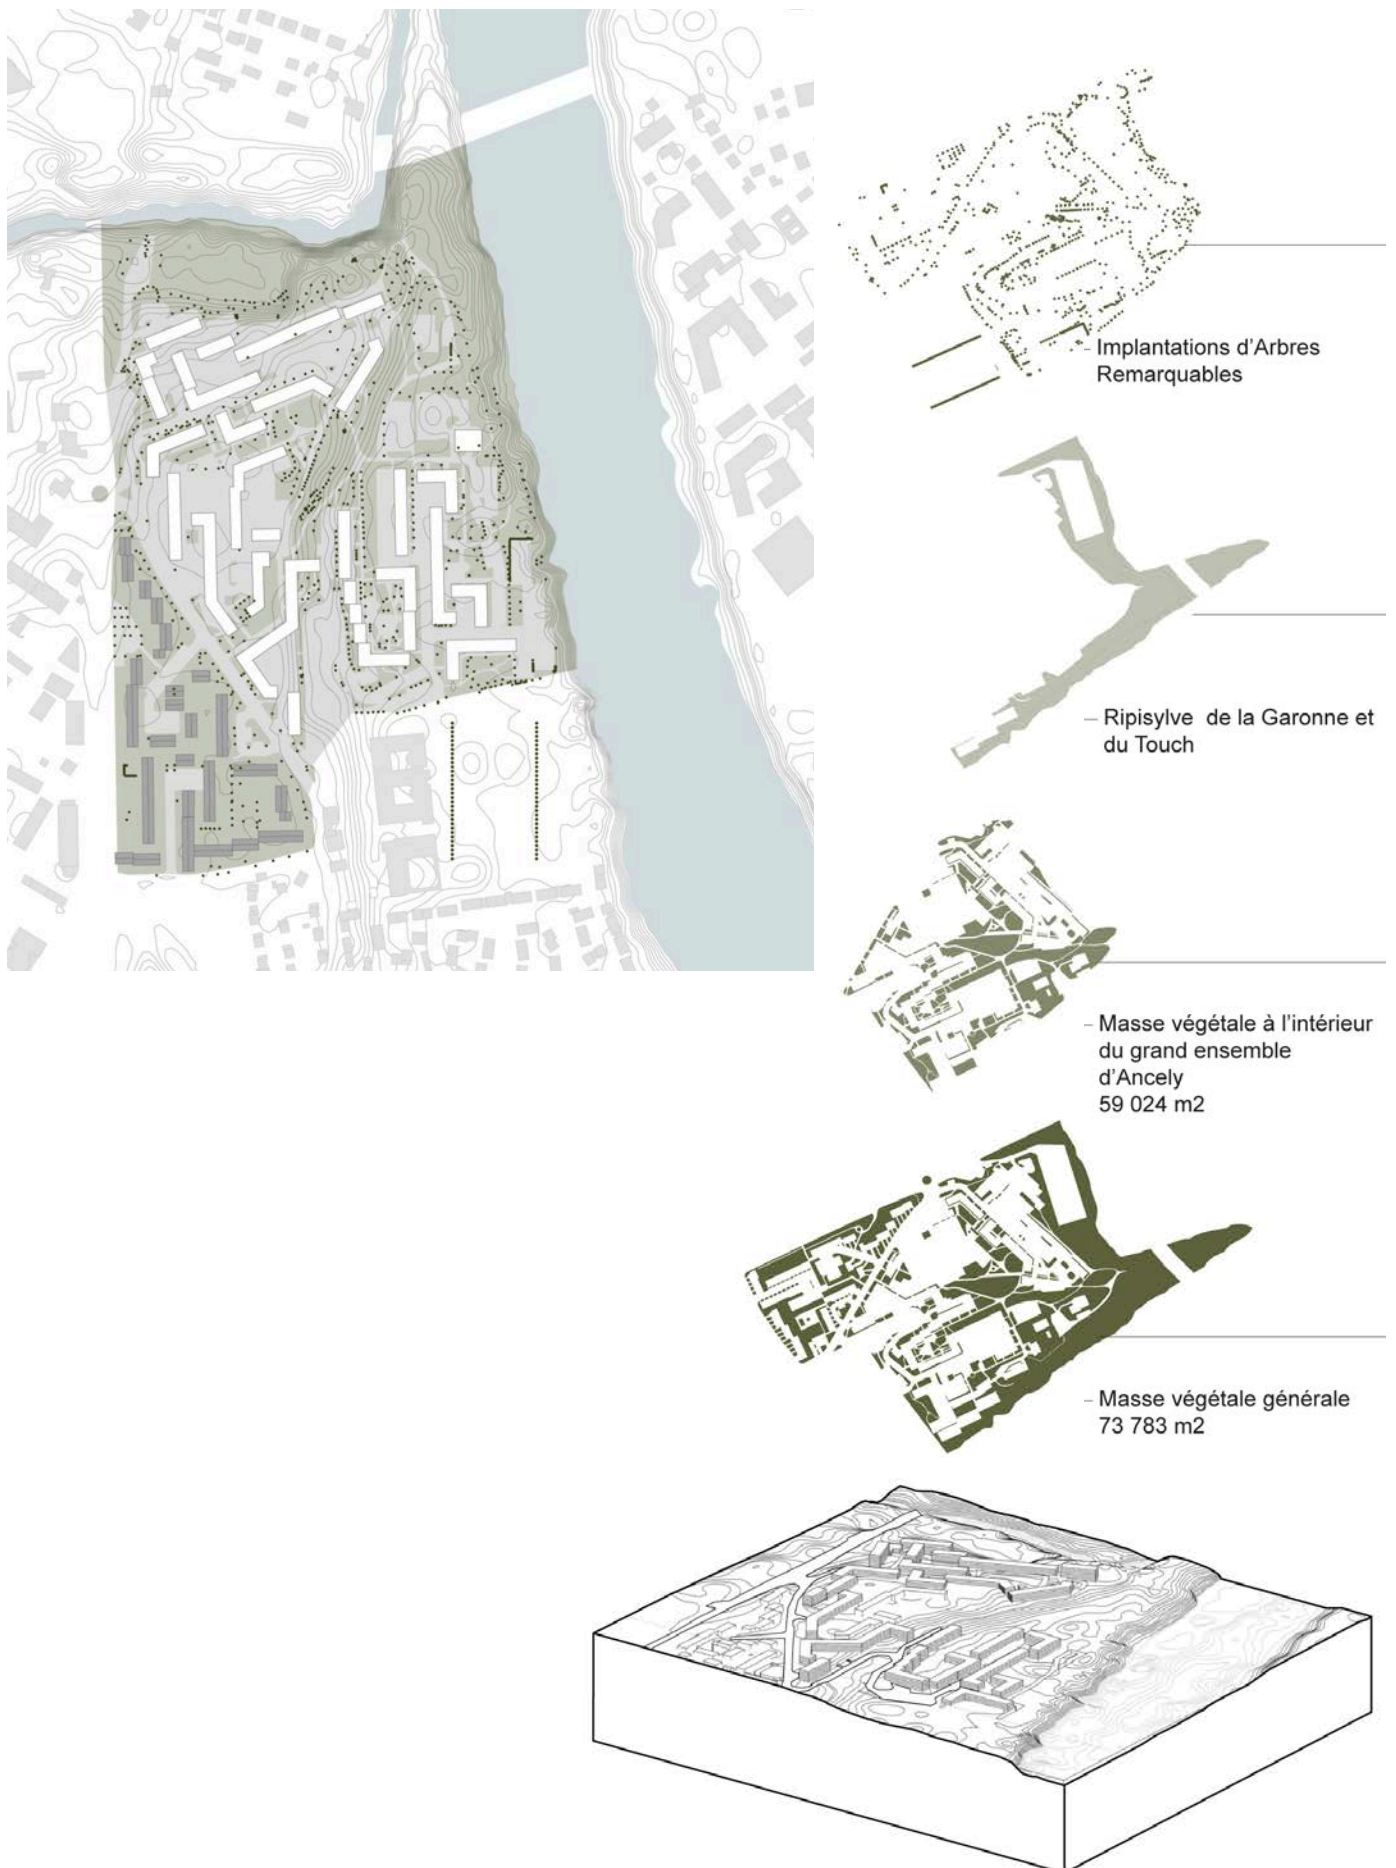 Implantations d'Arbres
Remarquables
Ripisylve de la Garonne et
du Touch
Masse végétale à l'intérieur
du grand ensemble
d'Ancely
59 024 m2
Masse végétale générale
73 783 m2